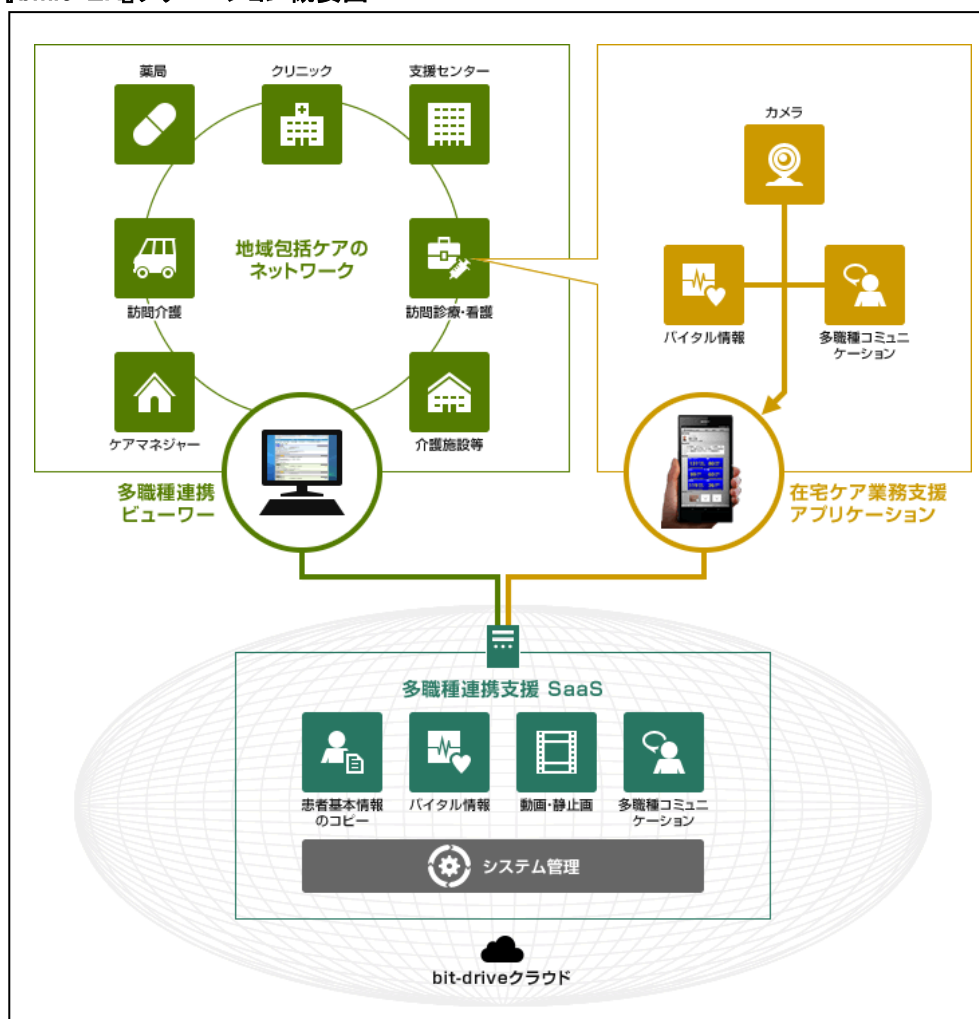 薬局
クリニック
支援センター
カメラ
地域包括ケアの
ネットワーク
訪問介護
訪問診療・看護
バイタル情報
多職種コミュニ
ケーション
ケアマネジャー
介護施設等
多職種連携
ビューワー
在宅ケア業務支援
アプリケーション
多職種連携支援 SaaS
患者基本情報
のコピー
バイタル情報
動画・静止画
多職種コミュニ
ケーション
システム管理
bit-driveクラウド